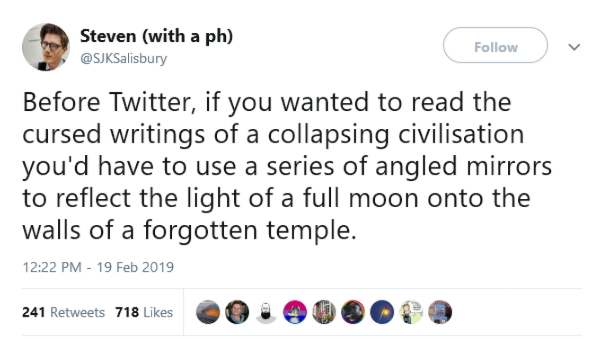 Steven (with a ph)
@SJKSalisbury
Follow
Before Twitter, if you wanted to read the
cursed writings of a collapsing civilisation
you'd have to use a series of angled mirrors
to reflect the light of a full moon onto the
walls of a forgotten temple.
12:22 PM - 19 Feb 2019
241 Retweets 718 Likes